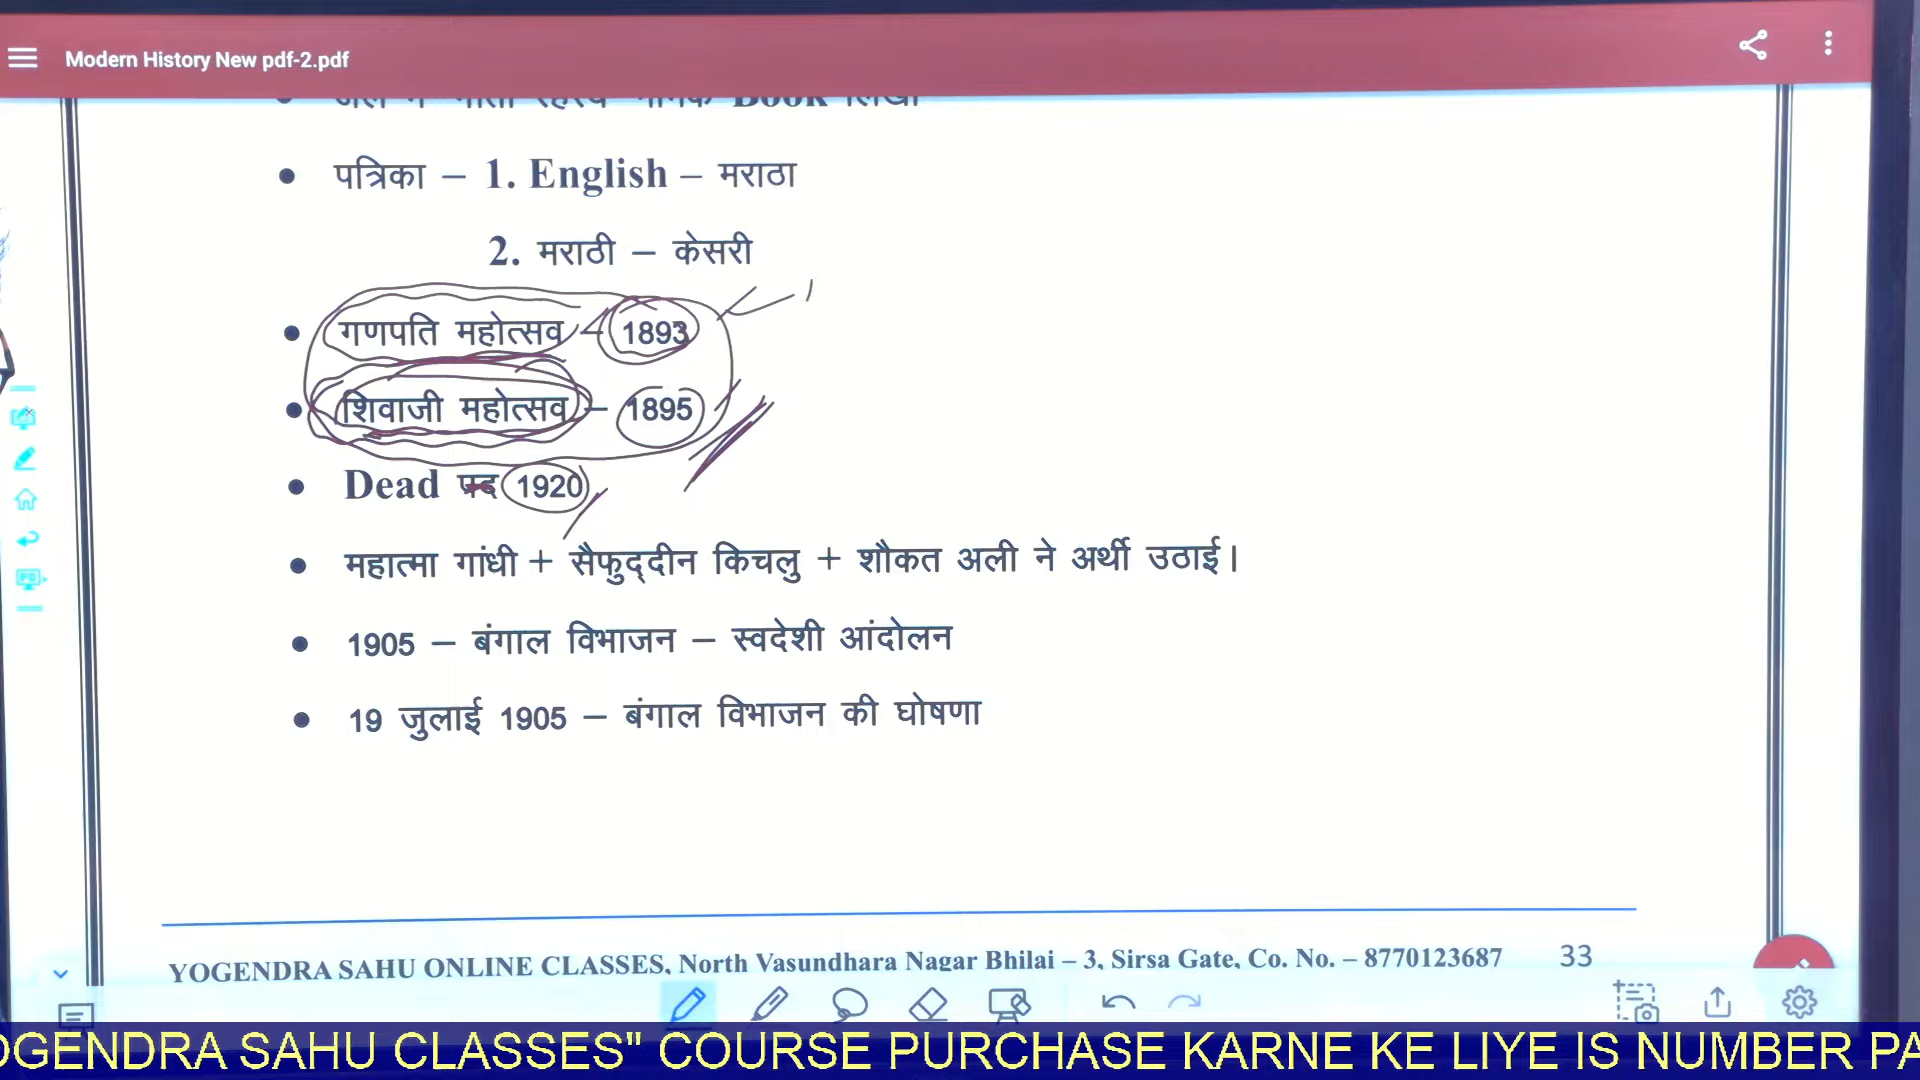 Modern History New pdf-2.pdf
Book लिखा
पत्रिका – 1. English – मराठा
2. मराठी – केसरी
गणपति महोत्सव – 1893
शिवाजी महोत्सव – 1895
Dead 1920
महात्मा गांधी + सैफुद्दीन किचलु + शौकत अली ने अर्थी उठाई।
1905 – बंगाल विभाजन – स्वदेशी आंदोलन
19 जुलाई 1905 – बंगाल विभाजन की घोषणा
YOGENDRA SAHU ONLINE CLASSES, North Vasundhara Nagar Bhilai – 3, Sirsa Gate, Co. No. – 8770123687 33
OGENDRA SAHU CLASSES" COURSE PURCHASE KARNE KE LIYE IS NUMBER PA